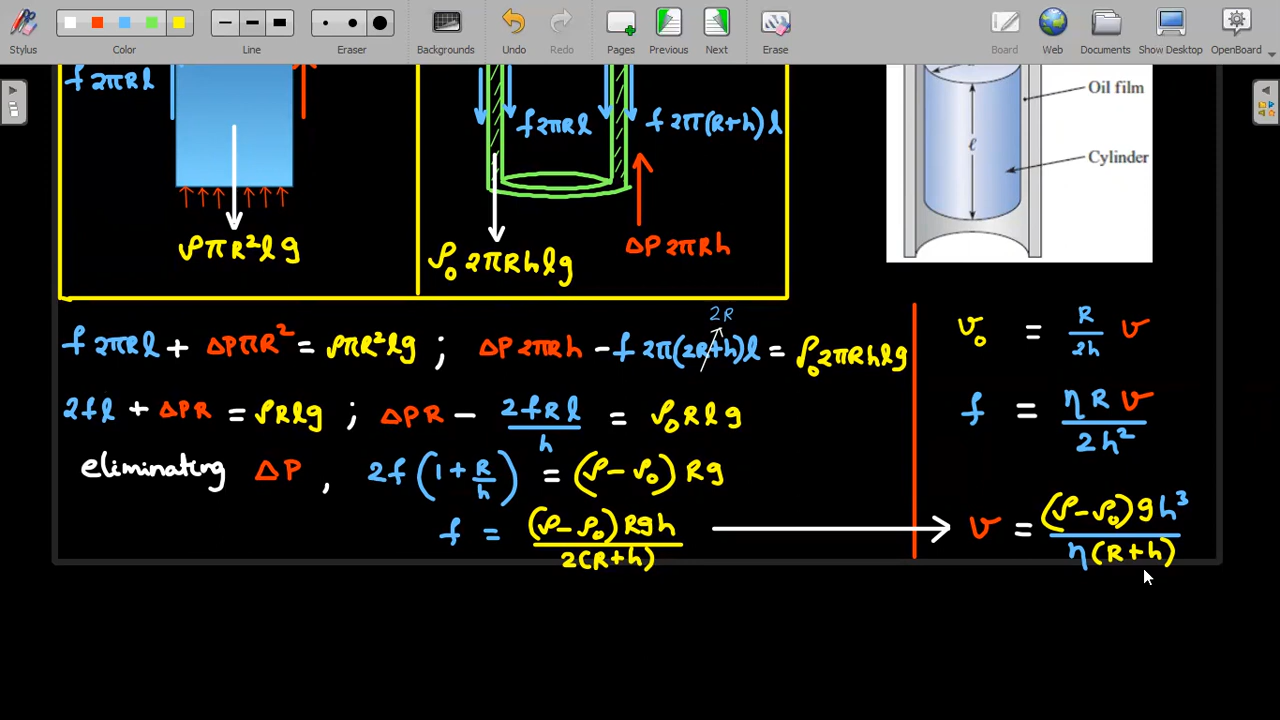 Stylus Color Line Eraser Backgrounds Undo Redo Pages Previous Next Erase Board Web Documents Show Desktop OpenBoard
f 2πRl
f 2πRl
f 2π(R+h)l
ρπR²lg
ρ₀ 2πRhlg
ΔP 2πRh
Oil film
ℓ
Cylinder
2R
f 2πRl + ΔPπR² = ρπR²lg ; ΔP 2πRh - f 2π(2R+h)l = ρ₀2πRhlg
2fl + ΔPR = ρRlg ; ΔPR - 2fRl/h = ρ₀Rlg
eliminating ΔP , 2f(1 + R/h) = (ρ-ρ₀) Rg
f = (ρ-ρ₀)Rgh / 2(R+h)
v₀ = R/2h v
f = ηRv/2h²
v = (ρ-ρ₀)gh³ / η(R+h)